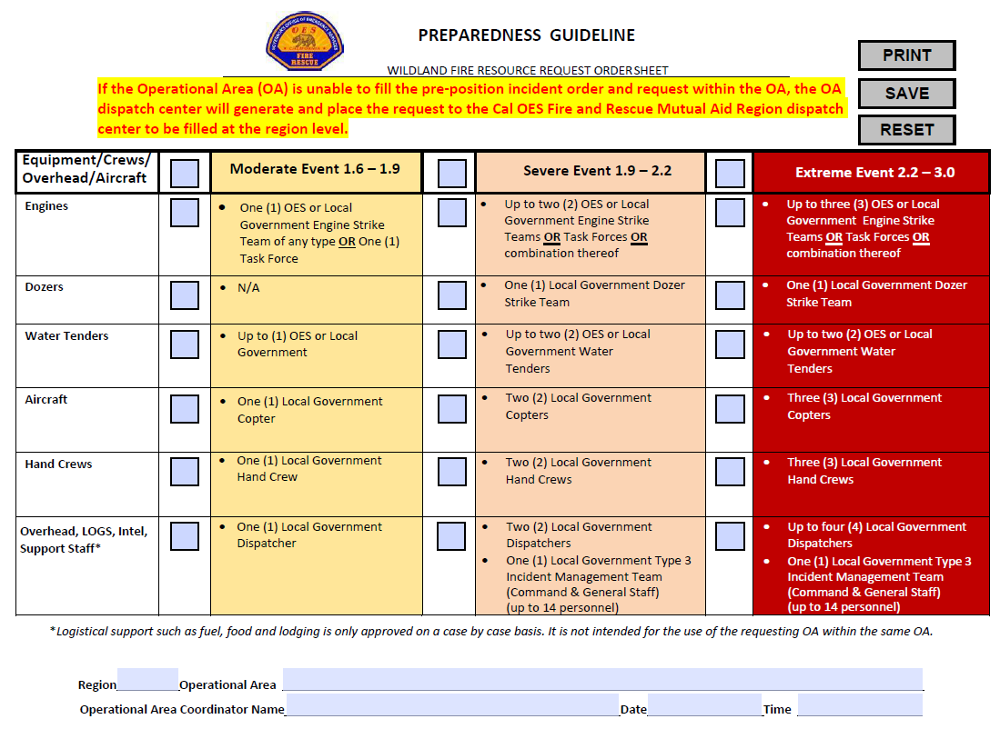 GOVERNOR'S OFFICE OF EMERGENCY SERVICES
OES
CALIFORNIA
FIRE
RESCUE
PREPAREDNESS GUIDELINE
WILDLAND FIRE RESOURCE REQUEST ORDER SHEET
PRINT
SAVE
RESET
If the Operational Area (OA) is unable to fill the pre-position incident order and request within the OA, the OA
dispatch center will generate and place the request to the Cal OES Fire and Rescue Mutual Aid Region dispatch
center to be filled at the region level.
Equipment/Crews/
Overhead/Aircraft
Moderate Event 1.6 – 1.9
Severe Event 1.9 – 2.2
Extreme Event 2.2 – 3.0
Engines
• One (1) OES or Local
Government Engine Strike
Team of any type OR One (1)
Task Force
• Up to two (2) OES or Local
Government Engine Strike
Teams OR Task Forces OR
combination thereof
• Up to three (3) OES or Local
Government Engine Strike
Teams OR Task Forces OR
combination thereof
Dozers
• N/A
• One (1) Local Government Dozer
Strike Team
• One (1) Local Government Dozer
Strike Team
Water Tenders
• Up to (1) OES or Local
Government
• Up to two (2) OES or Local
Government Water
Tenders
• Up to two (2) OES or Local
Government Water
Tenders
Aircraft
• One (1) Local Government
Copter
• Two (2) Local Government
Copters
• Three (3) Local Government
Copters
Hand Crews
• One (1) Local Government
Hand Crew
• Two (2) Local Government
Hand Crews
• Three (3) Local Government
Hand Crews
Overhead, LOGS, Intel,
Support Staff*
• One (1) Local Government
Dispatcher
• Two (2) Local Government
Dispatchers
• One (1) Local Government Type 3
Incident Management Team
(Command & General Staff)
(up to 14 personnel)
• Up to four (4) Local Government
Dispatchers
• One (1) Local Government Type 3
Incident Management Team
(Command & General Staff)
(up to 14 personnel)
*Logistical support such as fuel, food and lodging is only approved on a case by case basis. It is not intended for the use of the requesting OA within the same OA.
Region Operational Area
Operational Area Coordinator Name Date Time